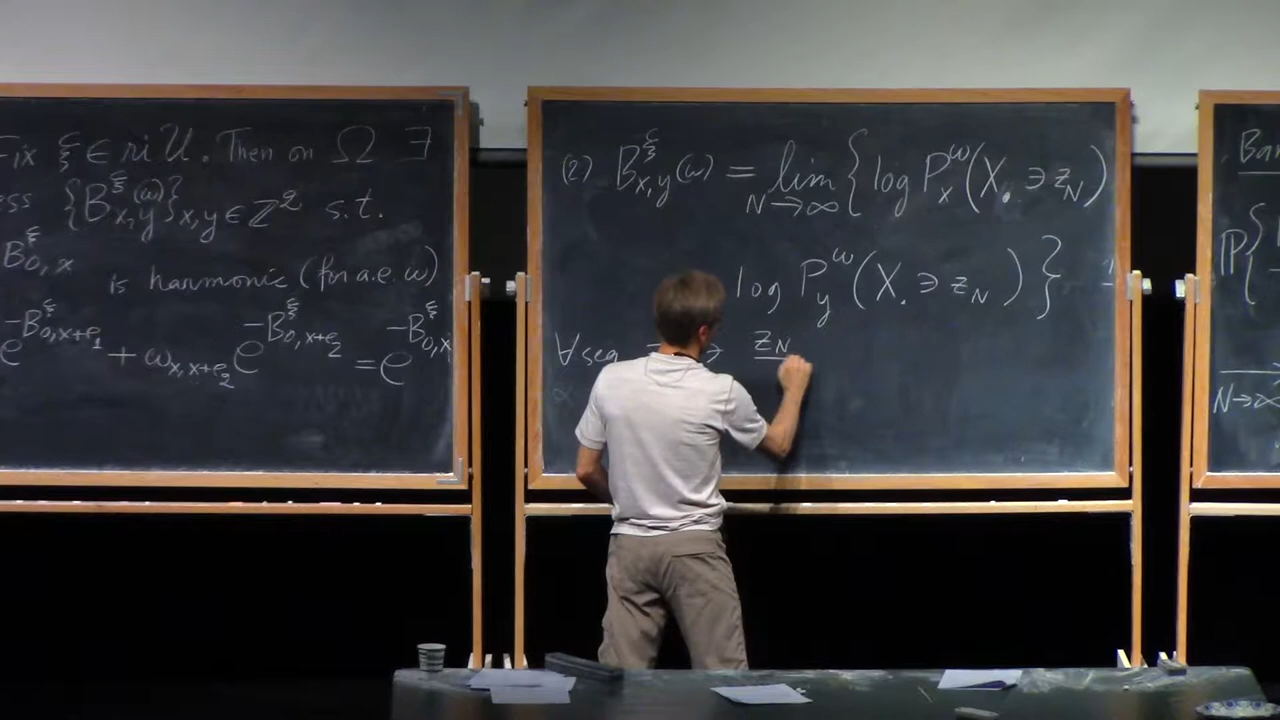 Fix ξ ∈ ri U. Then on Ω ∃
{B^ξ_{x,y}(ω)}_{x,y∈ℤ²} s.t.
B^ξ_{0,x} is harmonic (for a.e. ω)
e^{-B^ξ_{0,x+e_1}} + ω_{x,x+e_2} e^{-B^ξ_{0,x+e_2}} = e^{-B^ξ_{0,x}}
(2) B^ξ_{x,y}(ω) = lim_{N→∞} { log P^ω_x (X. ∋ z_N)
log P^ω_y (X. ∋ z_N) }
∀ seq z_N
P{
N→∞